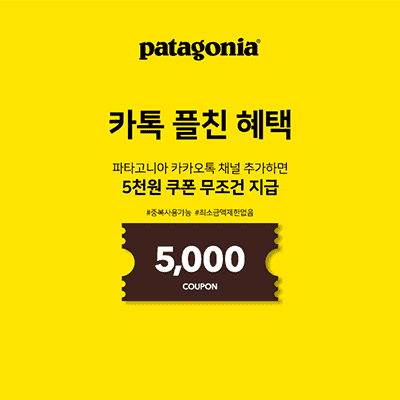 patagonia®
카톡 플친 혜택
파타고니아 카카오톡 채널 추가하면
5천원 쿠폰 무조건 지급
#중복사용가능 #최소금액제한없음
5,000
COUPON